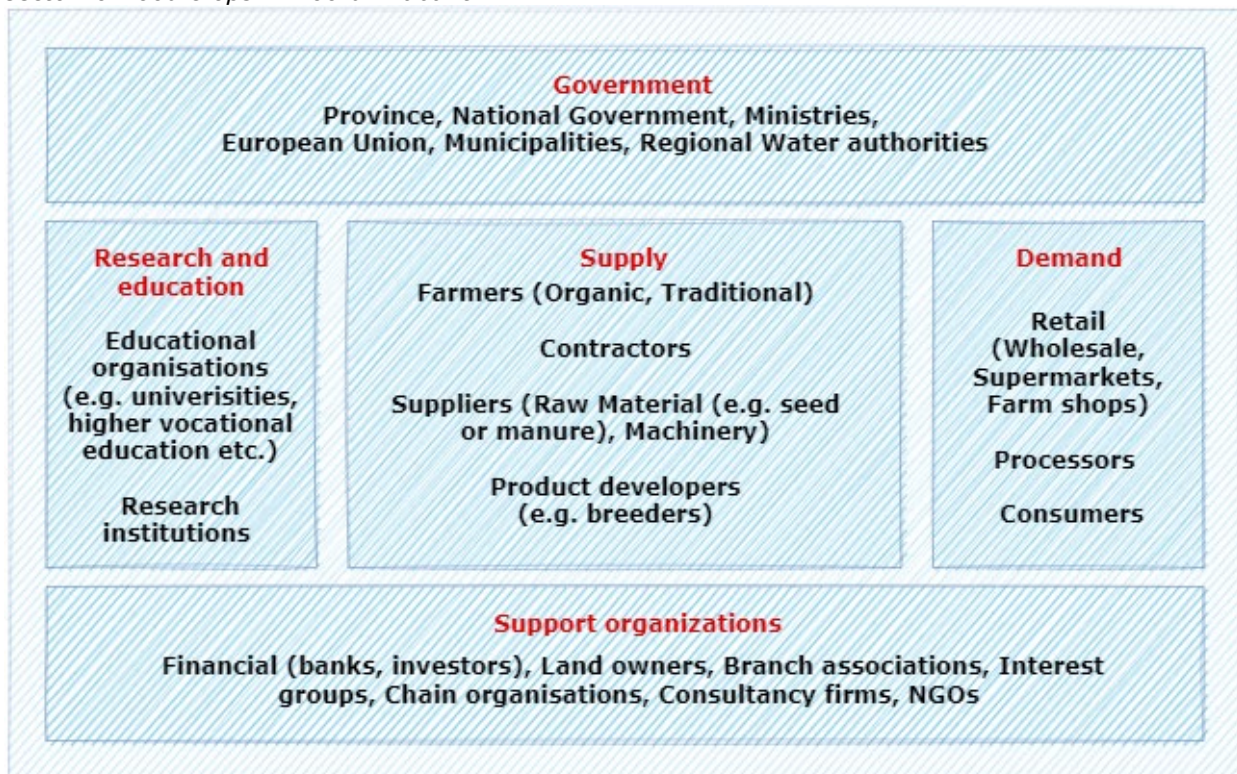 Government
Province, National Government, Ministries,
European Union, Municipalities, Regional Water authorities
Research and
education
Educational
organisations
(e.g. univerisities,
higher vocational
education etc.)
Research
institutions
Supply
Farmers (Organic, Traditional)
Contractors
Suppliers (Raw Material (e.g. seed
or manure), Machinery)
Product developers
(e.g. breeders)
Demand
Retail
(Wholesale,
Supermarkets,
Farm shops)
Processors
Consumers
Support organizations
Financial (banks, investors), Land owners, Branch associations, Interest
groups, Chain organisations, Consultancy firms, NGOs